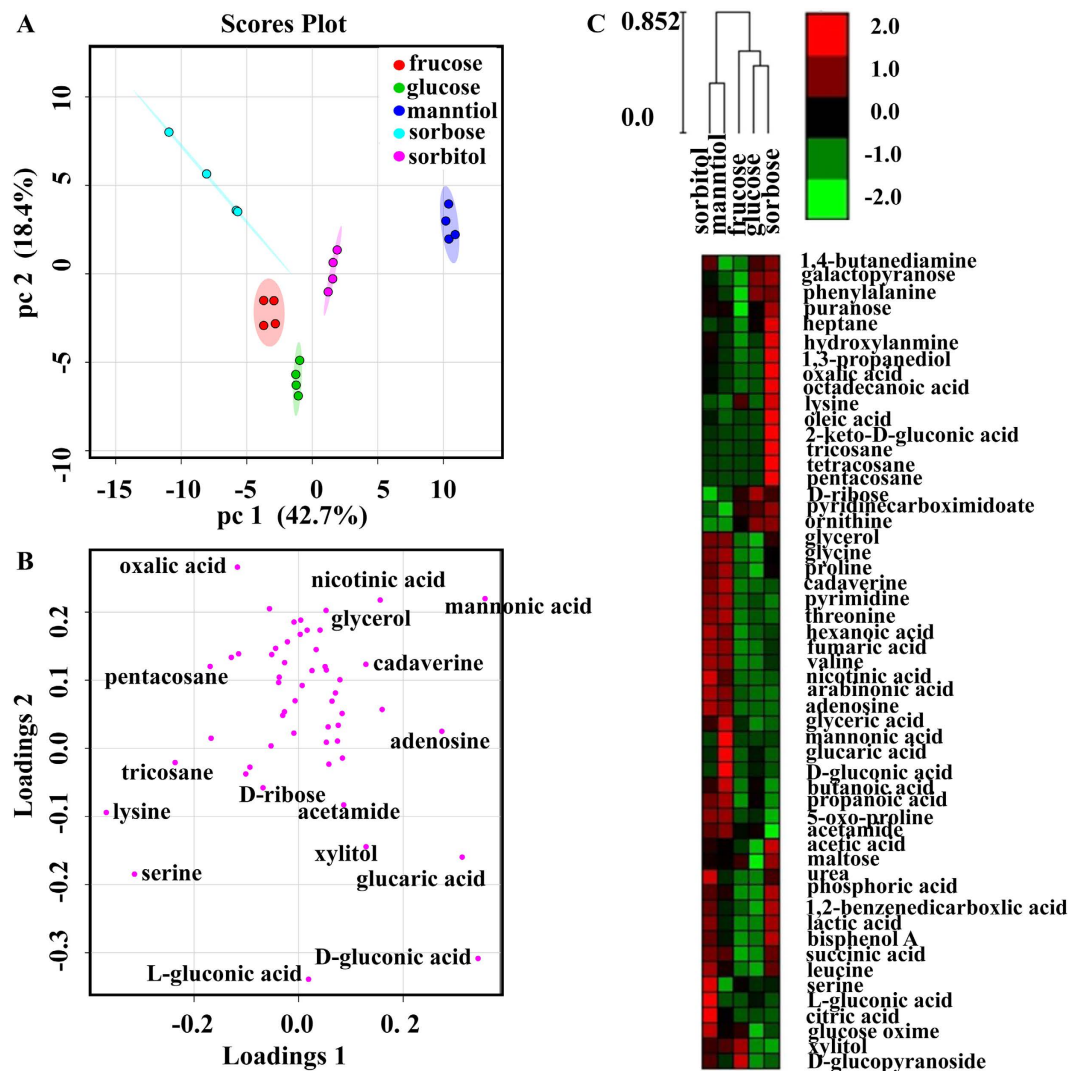 A
Scores Plot
frucose
glucose
manntiol
sorbose
sorbitol
10
5
0
-5
-10
pc 2 (18.4%)
-15
-10
-5
0
5
10
pc 1 (42.7%)
B
oxalic acid
nicotinic acid
mannonic acid
glycerol
cadaverine
pentacosane
adenosine
tricosane
D-ribose
acetamide
lysine
xylitol
serine
glucaric acid
D-gluconic acid
L-gluconic acid
0.2
0.1
0.0
-0.1
-0.2
-0.3
Loadings 2
-0.2
0.0
0. 2
Loadings 1
C
0.852
0.0
2.0
1.0
0.0
-1.0
-2.0
sorbitol
manntiol
frucose
glucose
sorbose
1,4-butanediamine
galactopyranose
phenylalanine
puranose
heptane
hydroxylanmine
1,3-propanediol
oxalic acid
octadecanoic acid
lysine
oleic acid
2-keto-D-gluconic acid
tricosane
tetracosane
pentacosane
D-ribose
pyridinecarboximidoate
ornithine
glycerol
glycine
proline
cadaverine
pyrimidine
threonine
hexanoic acid
fumaric acid
valine
nicotinic acid
arabinonic acid
adenosine
glyceric acid
mannonic acid
glucaric acid
D-gluconic acid
butanoic acid
propanoic acid
5-oxo-proline
acetamide
acetic acid
maltose
urea
phosphoric acid
1,2-benzenedicarboxlic acid
lactic acid
bisphenol A
succinic acid
leucine
serine
L-gluconic acid
citric acid
glucose oxime
xylitol
D-glucopyranoside